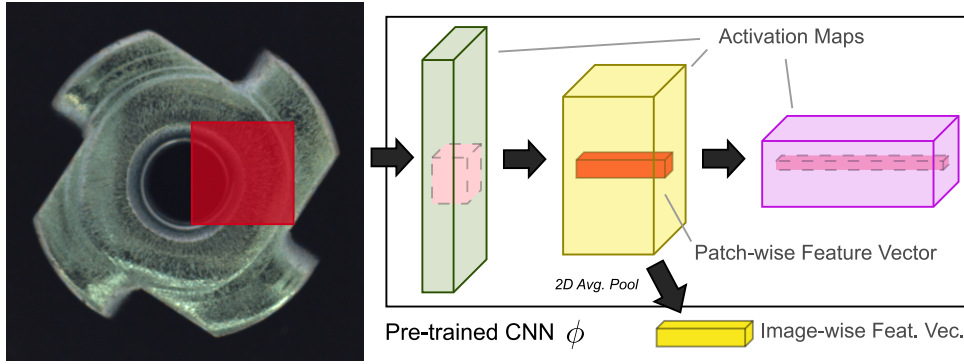 Activation Maps
Patch-wise Feature Vector
2D Avg. Pool
Pre-trained CNN ϕ
Image-wise Feat. Vec.